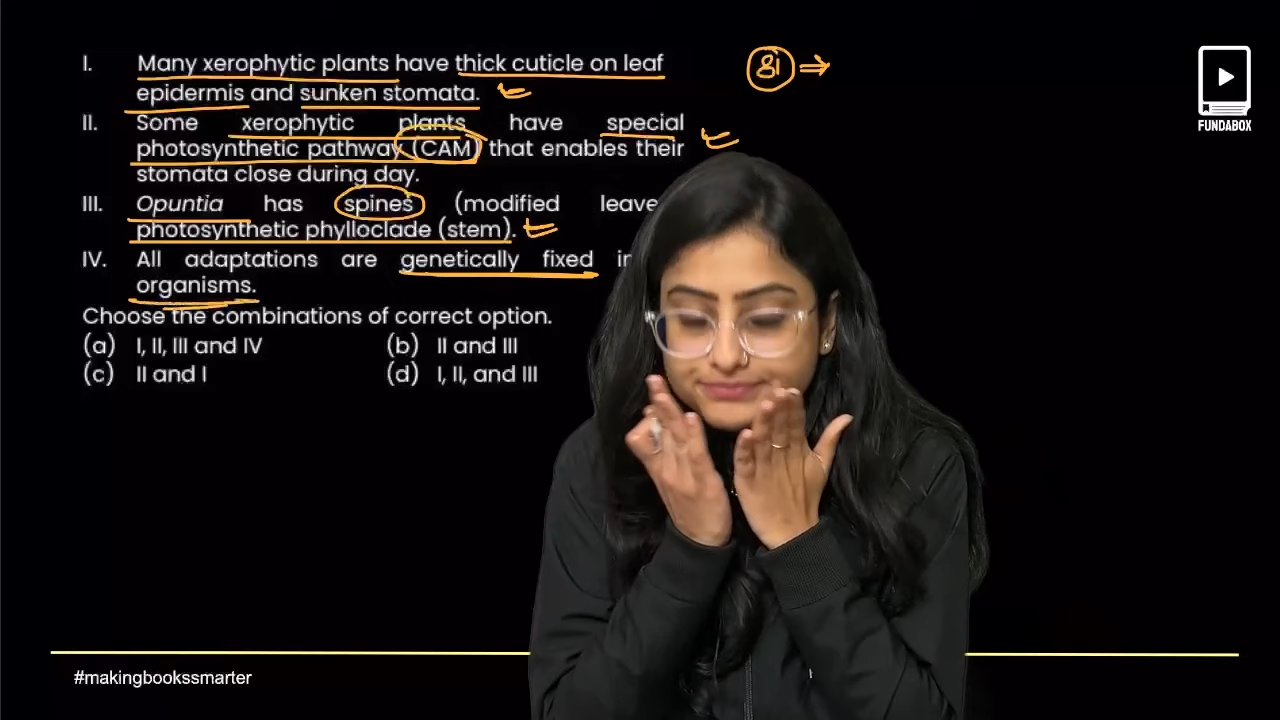 I. Many xerophytic plants have thick cuticle on leaf
epidermis and sunken stomata.
II. Some xerophytic plants have special
photosynthetic pathway (CAM) that enables their
stomata close during day.
III. Opuntia has spines (modified leave
photosynthetic phylloclade (stem).
IV. All adaptations are genetically fixed
organisms.
Choose the combinations of correct option.
(a) I, II, III and IV (b) II and III
(c) II and I (d) I, II, and III
FUNDABOX
#makingbookssmarter